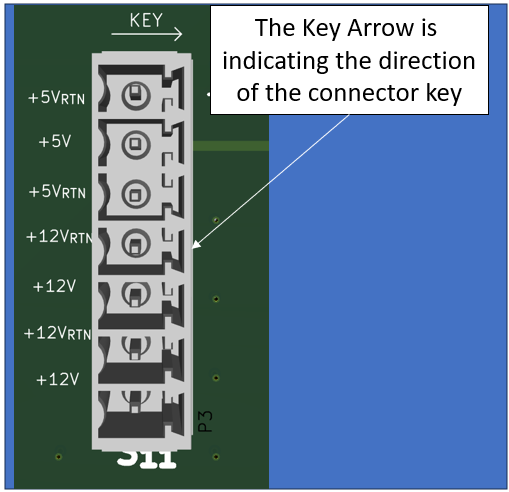 KEY
The Key Arrow is
indicating the direction
of the connector key
+5VRTN
+5V
+5VRTN
+12VRTN
+12V
+12VRTN
+12V
P3